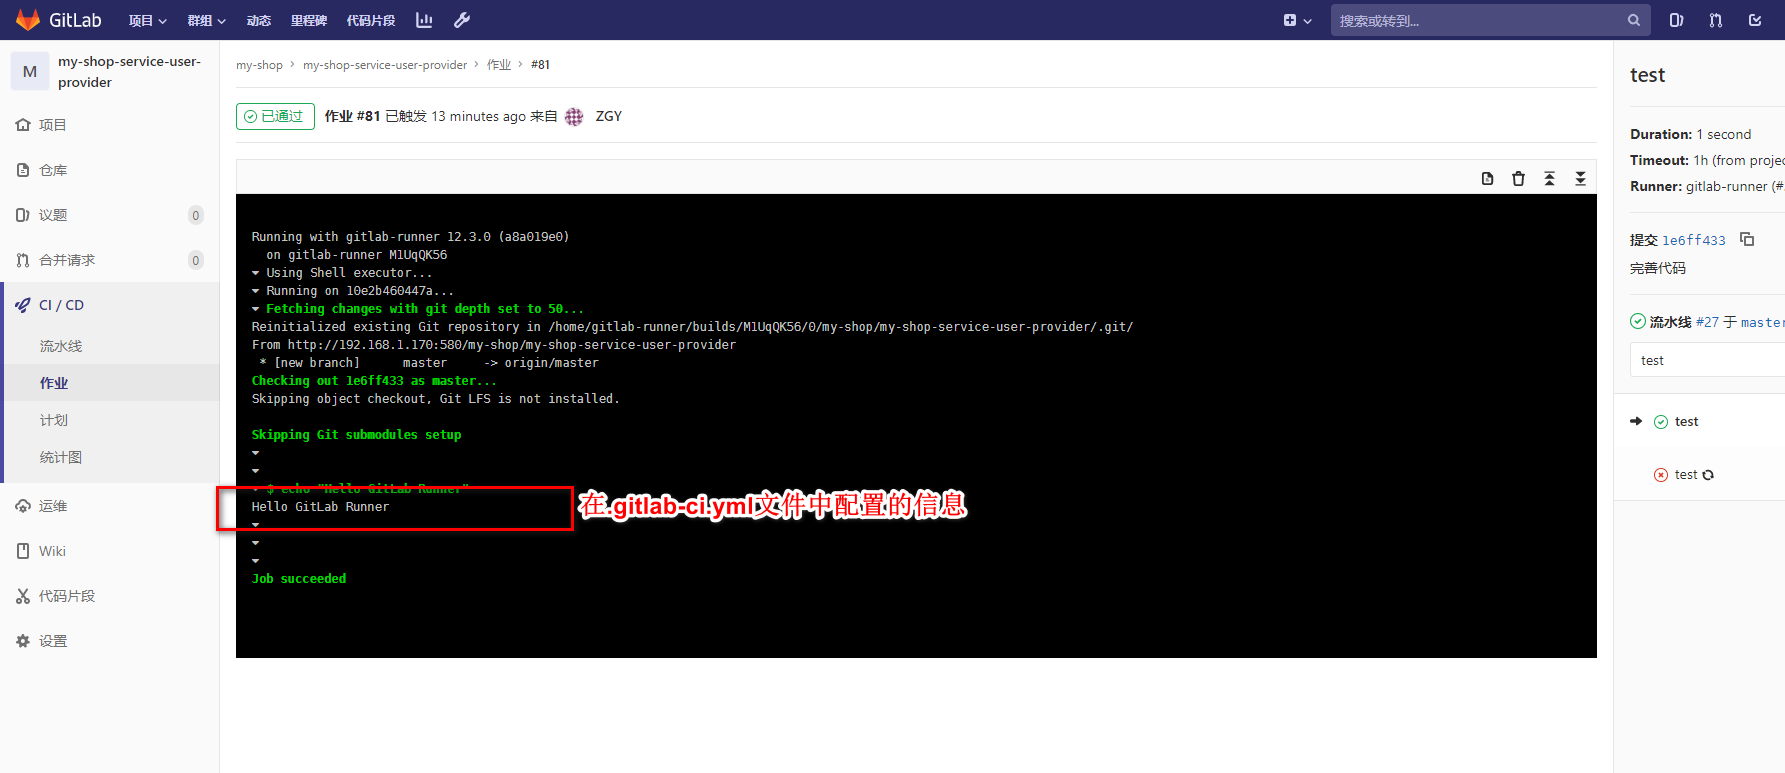 GitLab 项目 群组 动态 里程碑 代码片段 搜索或转到...
M my-shop-service-user-provider
项目
仓库
议题 0
合并请求 0
CI / CD
流水线
作业
计划
统计图
运维
Wiki
代码片段
设置
my-shop > my-shop-service-user-provider > 作业 > #81
已通过 作业 #81 已触发 13 minutes ago 来自 ZGY
Running with gitlab-runner 12.3.0 (a8a019e0)
on gitlab-runner M1UqQK56
Using Shell executor...
Running on 10e2b460447a...
Fetching changes with git depth set to 50...
Reinitialized existing Git repository in /home/gitlab-runner/builds/M1UqQK56/0/my-shop/my-shop-service-user-provider/.git/
From http://192.168.1.170:580/my-shop/my-shop-service-user-provider
* [new branch] master -> origin/master
Checking out 1e6ff433 as master...
Skipping object checkout, Git LFS is not installed.
Skipping Git submodules setup
$ echo "Hello GitLab Runner"
Hello GitLab Runner
在.gitlab-ci.yml文件中配置的信息
Job succeeded
test
Duration: 1 second
Timeout: 1h (from projec
Runner: gitlab-runner (#
提交 1e6ff433
完善代码
流水线 #27 于 master
test
test
test